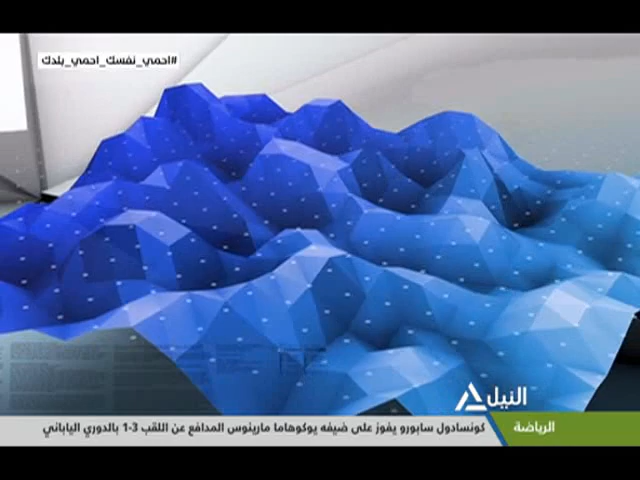 #احمي_نفسك_احمي_بلدك
النيل
الرياضة
كونسادول سابورو يفوز على ضيفه يوكوهاما مارينوس المدافع عن اللقب 3-1 بالدوري الياباني